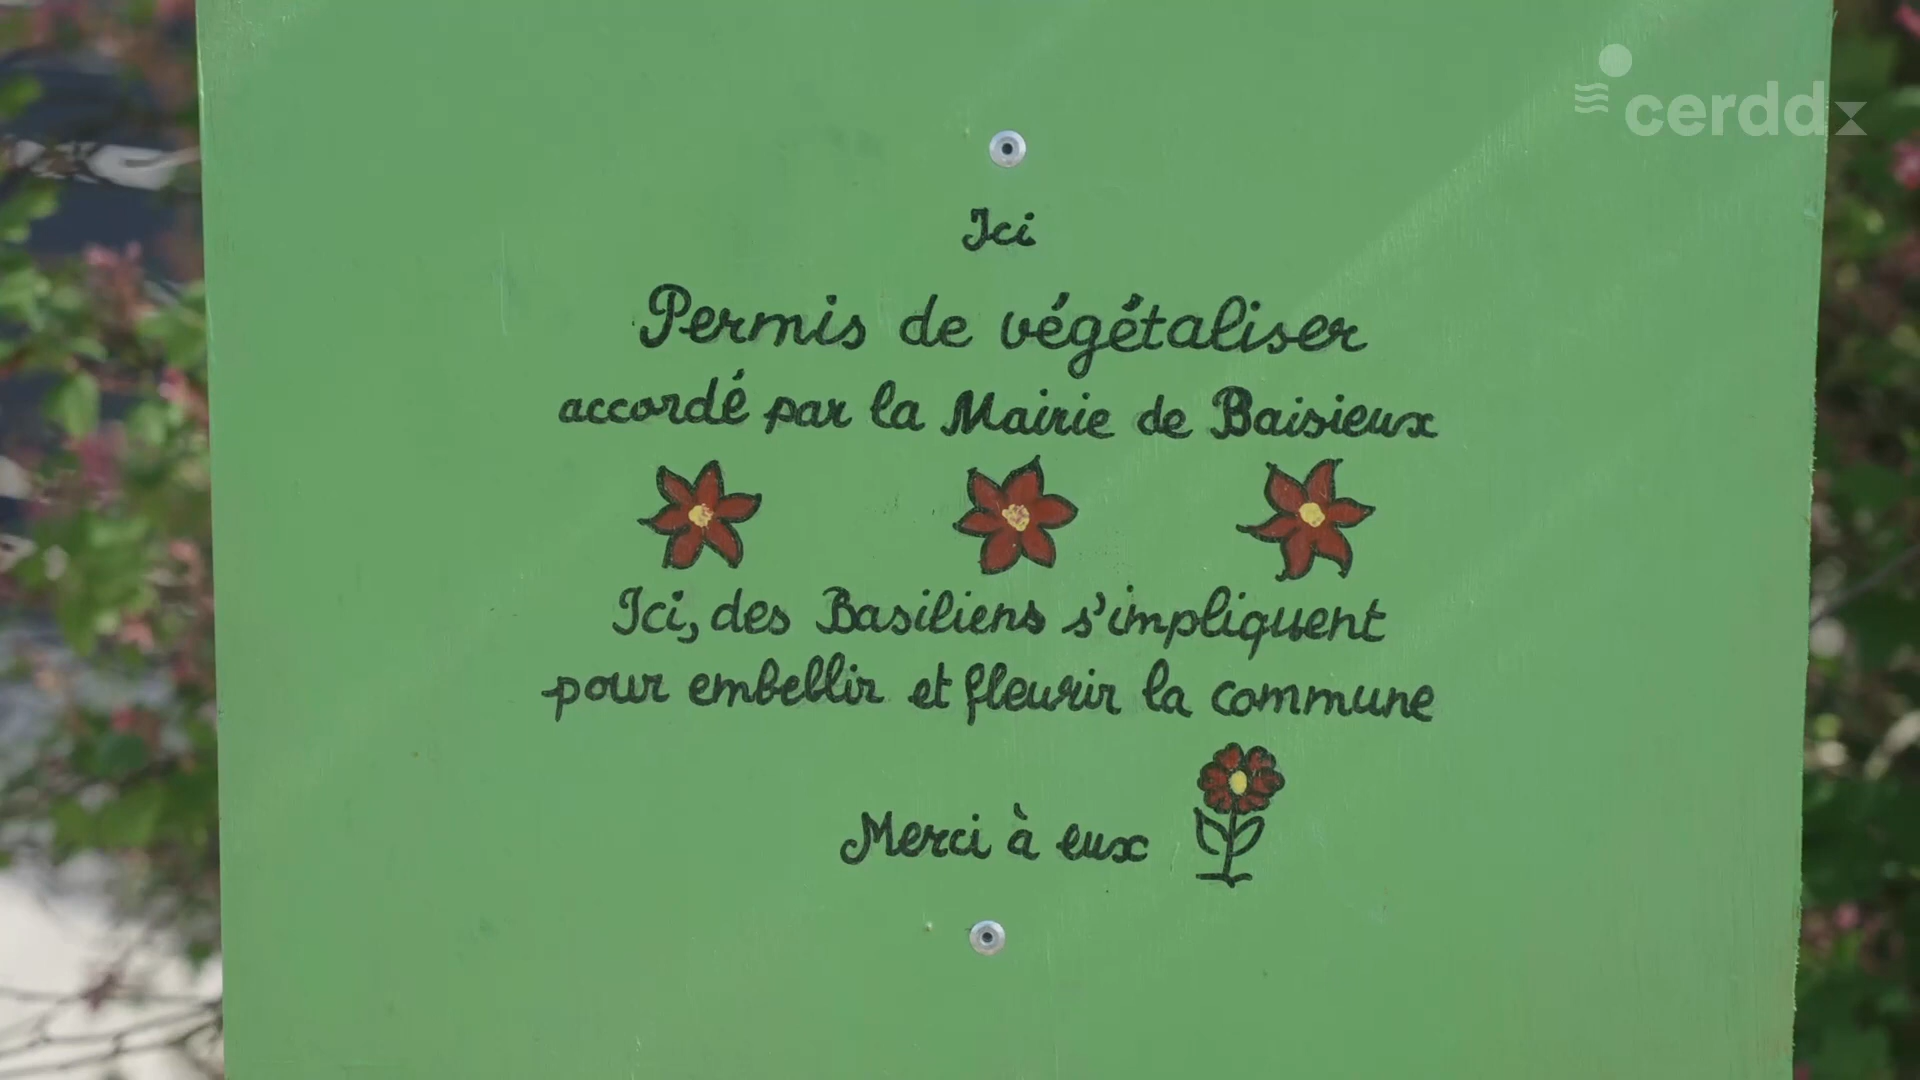 cerdd
Ici
Permis de végétaliser
accordé par la Mairie de Baisieux
Ici, des Basiliens s'impliquent
pour embellir et fleurir la commune
Merci à eux